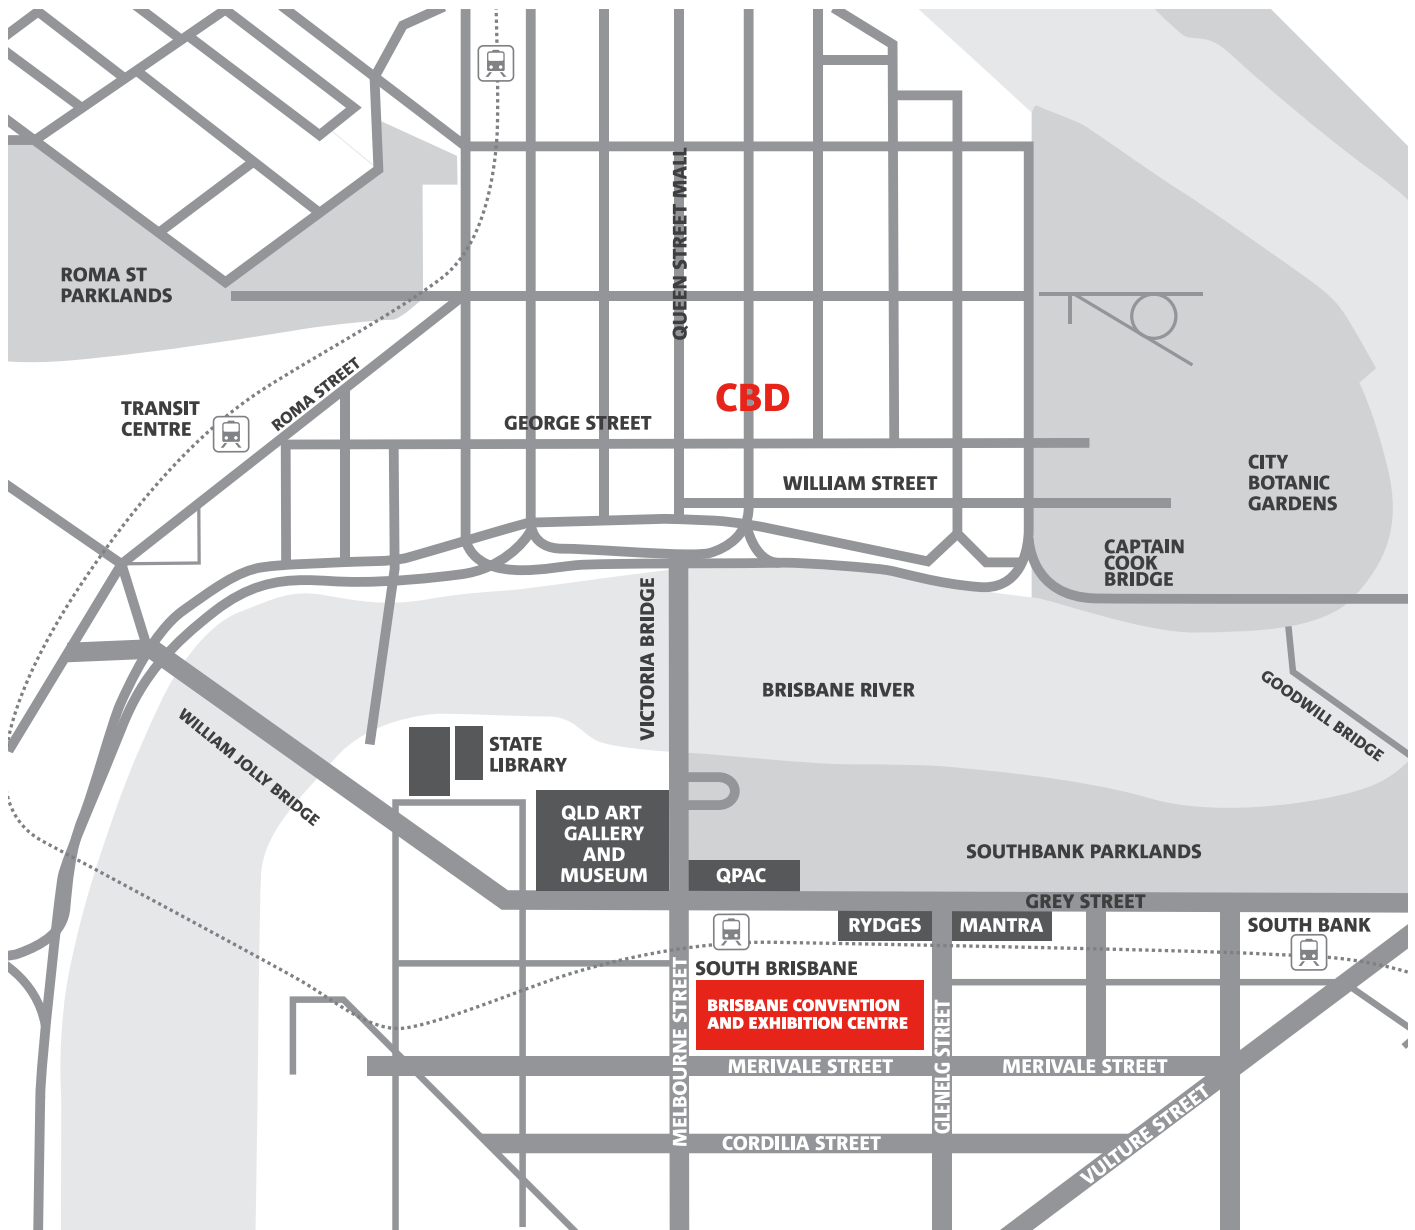 QUEEN STREET MALL
ROMA ST
PARKLANDS
ROMA STREET
CBD
TRANSIT
CENTRE
GEORGE STREET
WILLIAM STREET
CITY
BOTANIC
GARDENS
CAPTAIN
COOK
BRIDGE
VICTORIA BRIDGE
BRISBANE RIVER
GOODWILL BRIDGE
WILLIAM JOLLY BRIDGE
STATE
LIBRARY
QLD ART
GALLERY
AND
MUSEUM
QPAC
SOUTHBANK PARKLANDS
GREY STREET
RYDGES
MANTRA
SOUTH BANK
SOUTH BRISBANE
BRISBANE CONVENTION
AND EXHIBITION CENTRE
MELBOURNE STREET
GLENELG STREET
MERIVALE STREET
MERIVALE STREET
VULTURE STREET
CORDILIA STREET